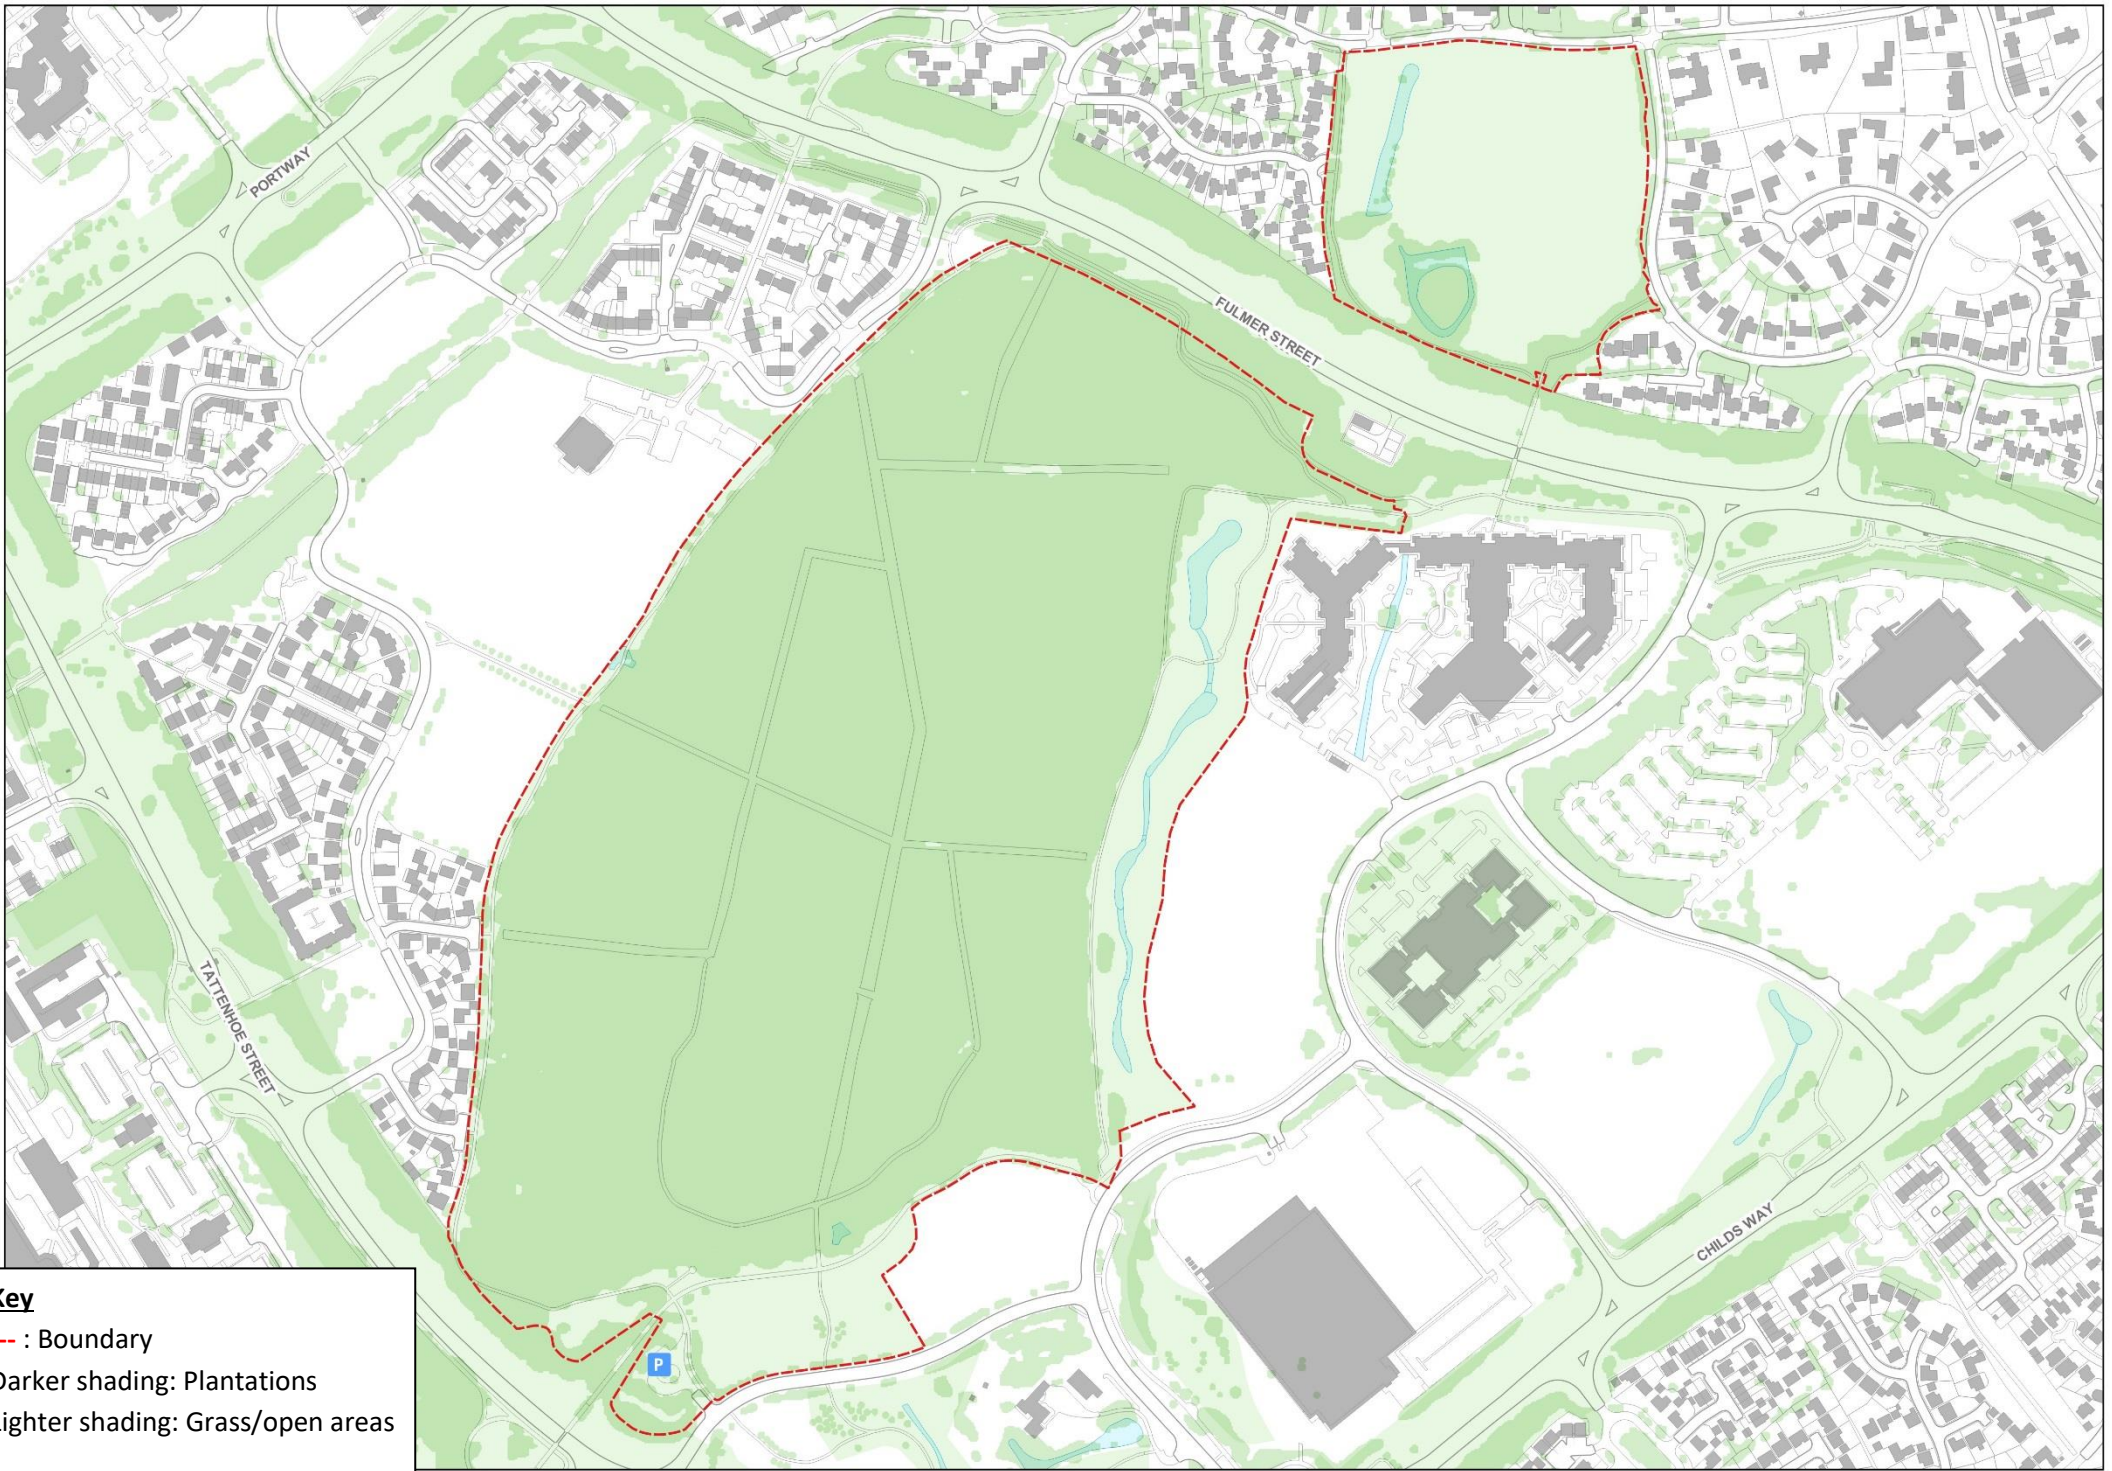 PORTWAY
FULMER STREET
TATTENHOE STREET
CHILDS WAY
P
Key
-- : Boundary
Darker shading: Plantations
Lighter shading: Grass/open areas